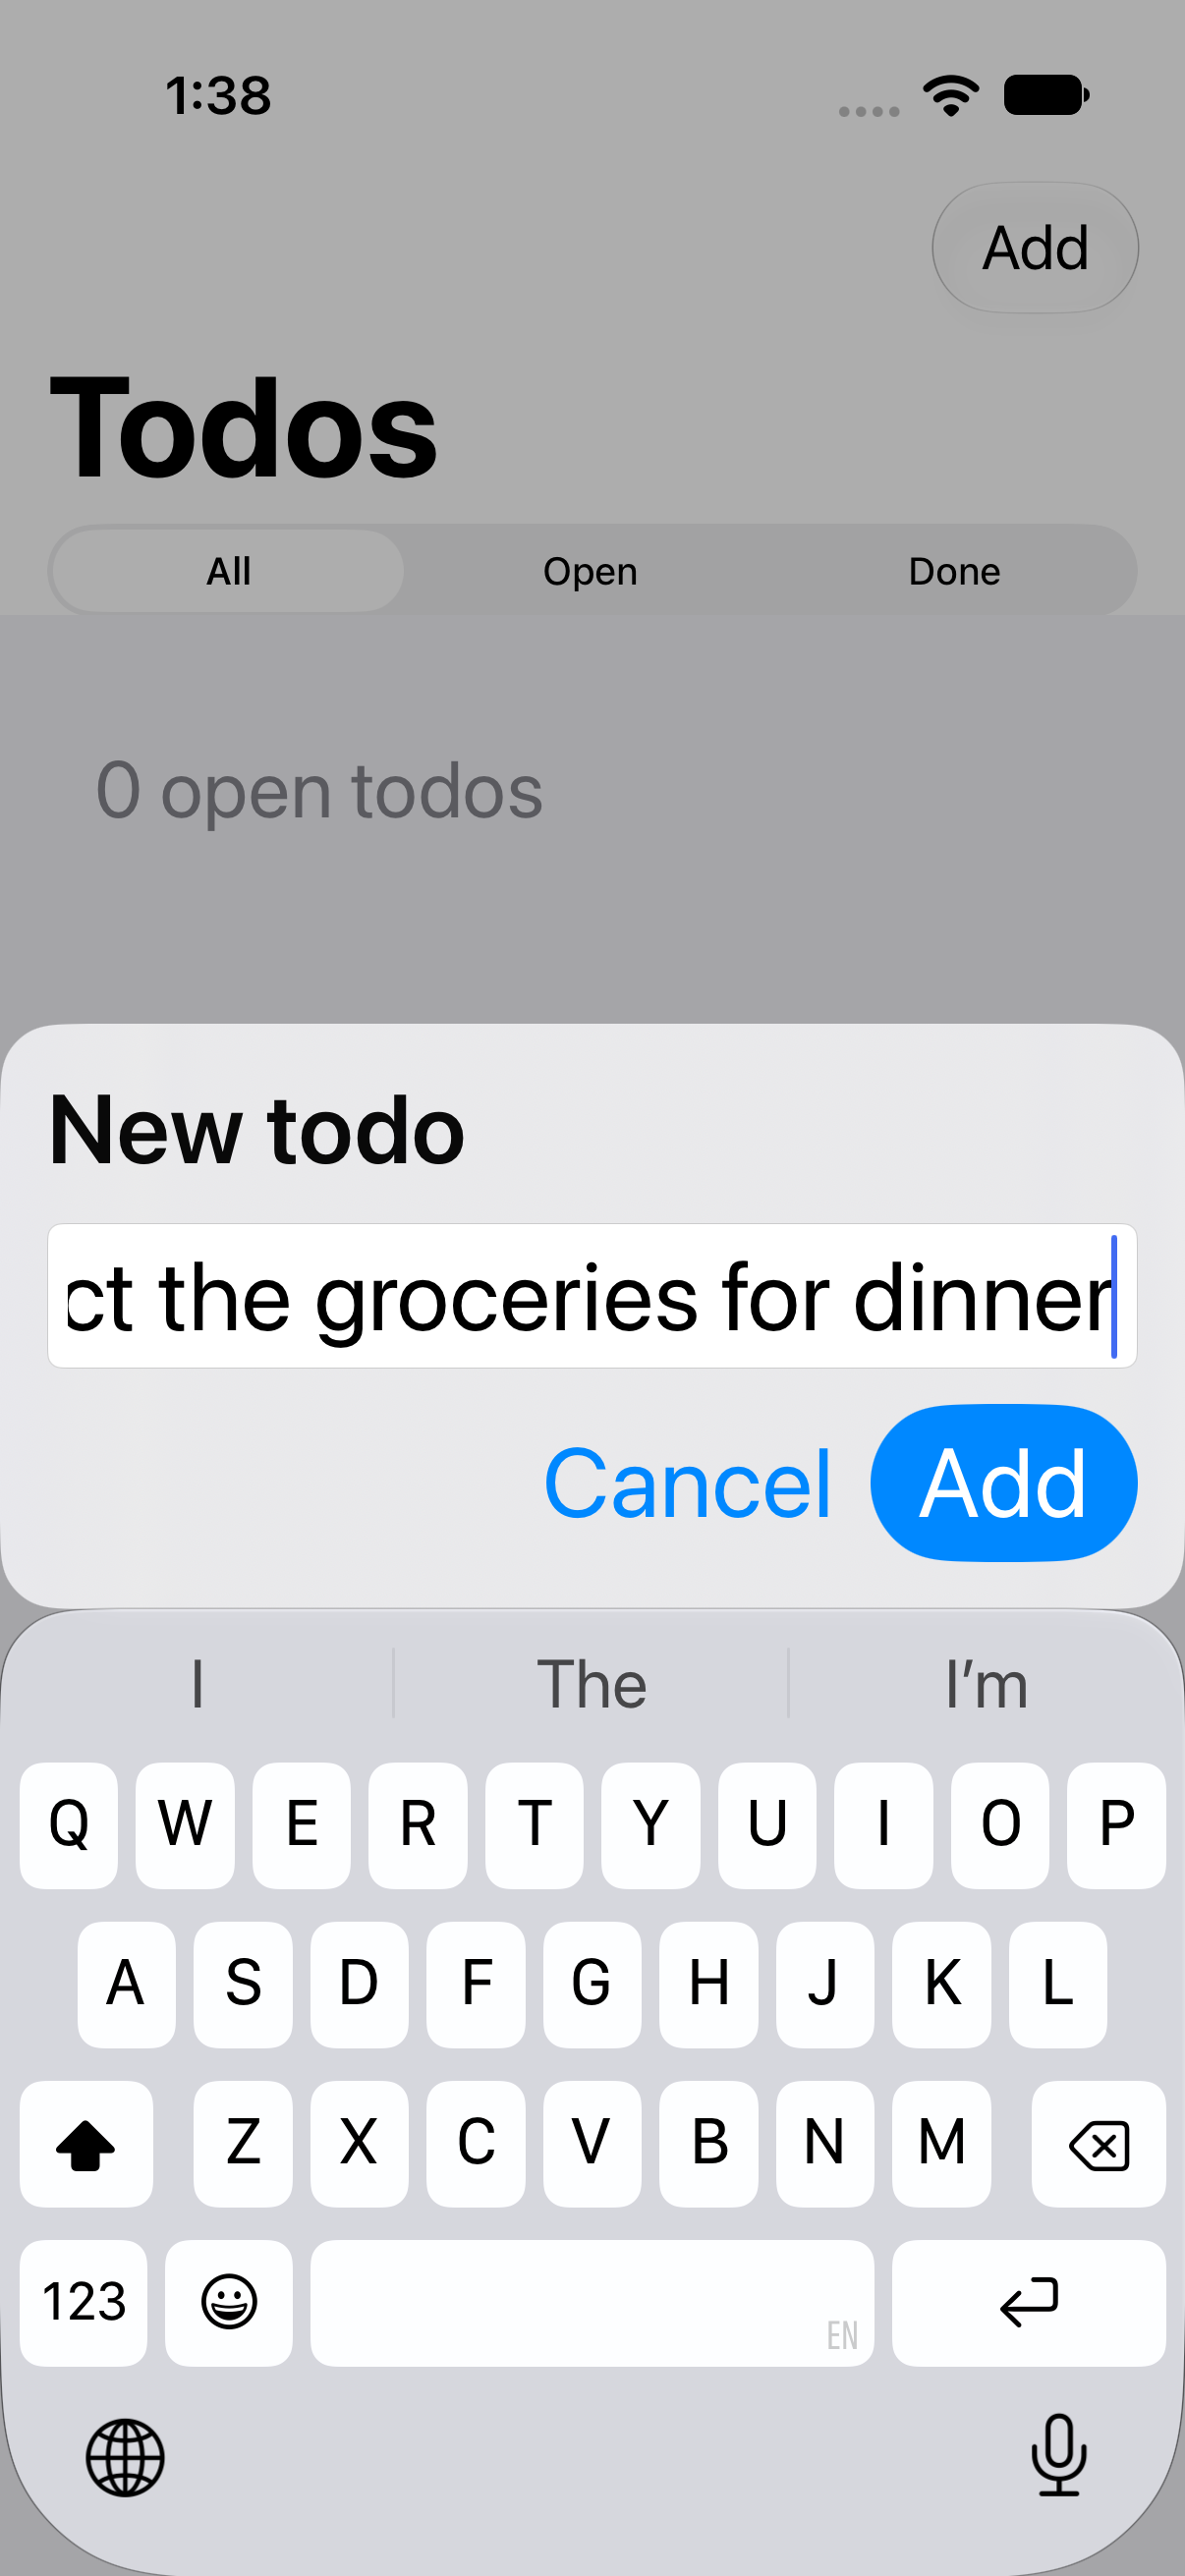 1:38
Add
Todos
All Open Done
0 open todos
New todo
ct the groceries for dinner
Cancel Add
I The I’m
Q W E R T Y U I O P
A S D F G H J K L
Z X C V B N M
123 EN